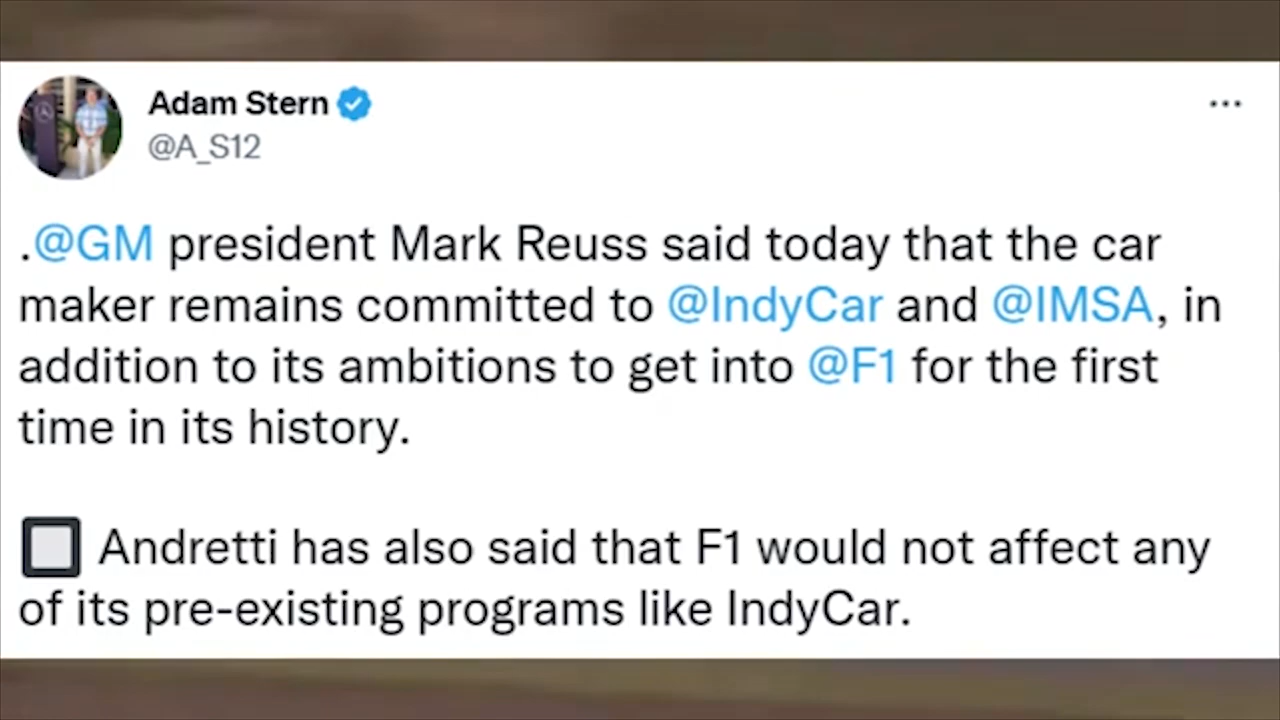 Adam Stern
@A_S12
.@GM president Mark Reuss said today that the car
maker remains committed to @IndyCar and @IMSA, in
addition to its ambitions to get into @F1 for the first
time in its history.
🔲 Andretti has also said that F1 would not affect any
of its pre-existing programs like IndyCar.